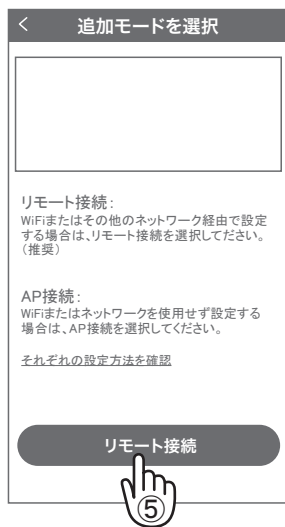 < 追加モードを選択
リモート接続：
WiFiまたはその他のネットワーク経由で設定
する場合は、リモート接続を選択してださい。
（推奨）
AP接続：
WiFiまたはネットワークを使用せず設定する
場合は、AP接続を選択してください。
それぞれの設定方法を確認
リモート接続
⑤